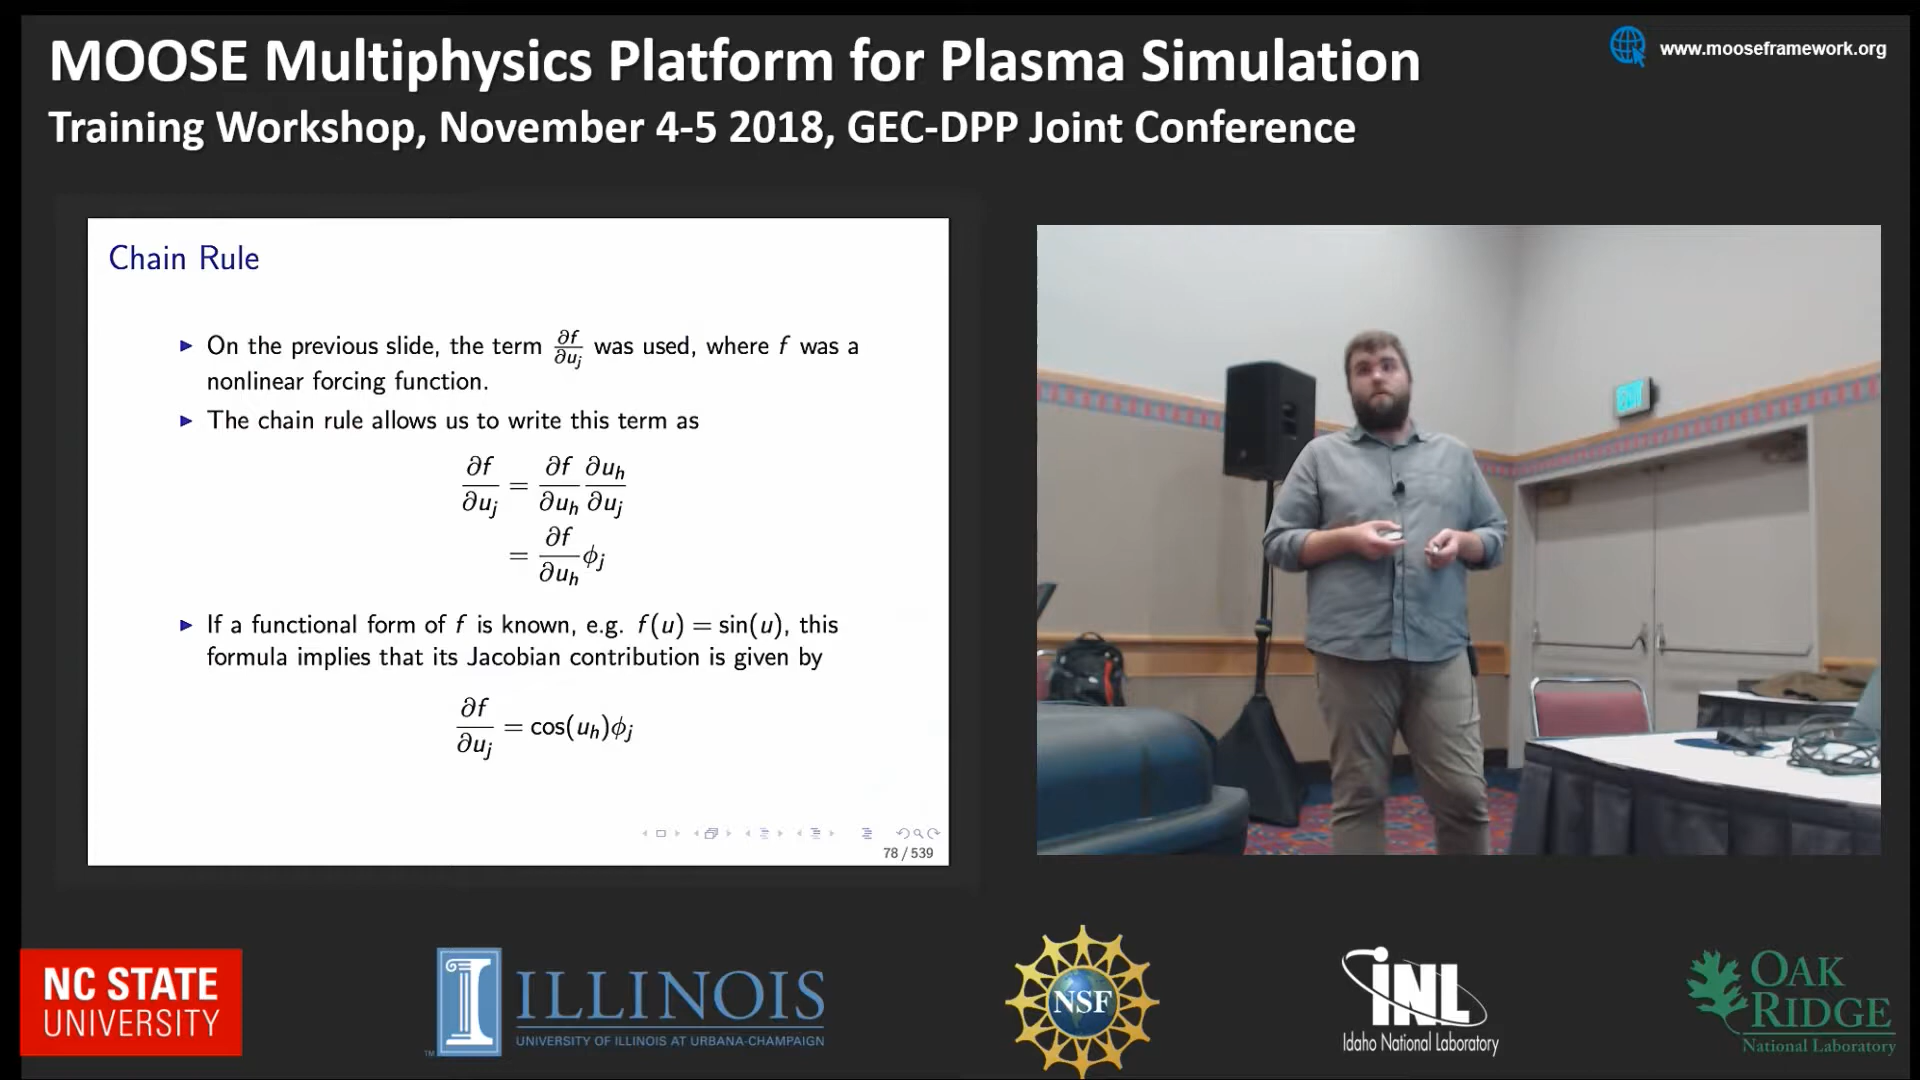 MOOSE Multiphysics Platform for Plasma Simulation
www.mooseframework.org
Training Workshop, November 4-5 2018, GEC-DPP Joint Conference
Chain Rule
▶ On the previous slide, the term ∂f/∂u_j was used, where f was a
nonlinear forcing function.
▶ The chain rule allows us to write this term as
∂f/∂u_j = ∂f/∂u_h ∂u_h/∂u_j
= ∂f/∂u_h ϕ_j
▶ If a functional form of f is known, e.g. f(u) = sin(u), this
formula implies that its Jacobian contribution is given by
∂f/∂u_j = cos(u_h)ϕ_j
78 / 539
NC STATE
UNIVERSITY
I ILLINOIS
UNIVERSITY OF ILLINOIS AT URBANA-CHAMPAIGN
TM
NSF
INL
Idaho National Laboratory
OAK
RIDGE
National Laboratory